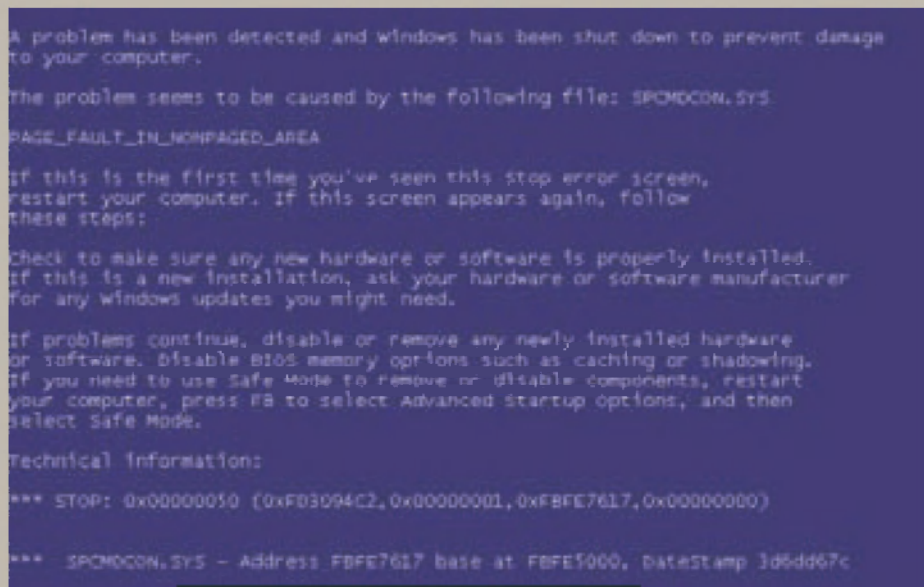 A problem has been detected and Windows has been shut down to prevent damage
to your computer.
The problem seems to be caused by the following file: SPCMDCON.SYS
PAGE_FAULT_IN_NONPAGED_AREA
If this is the first time you've seen this Stop error screen,
restart your computer. If this screen appears again, follow
these steps:
Check to make sure any new hardware or software is properly installed.
If this is a new installation, ask your hardware or software manufacturer
for any Windows updates you might need.
If problems continue, disable or remove any newly installed hardware
or software. Disable BIOS memory options such as caching or shadowing.
If you need to use Safe Mode to remove or disable components, restart
your computer, press F8 to select Advanced Startup Options, and then
select Safe Mode.
Technical information:
*** STOP: 0x00000050 (0xFD3094C2,0x00000001,0xFBFE7617,0x00000000)
*** SPCMDCON.SYS - Address FBFE7617 base at FBFE5000, DateStamp 3d6dd67c